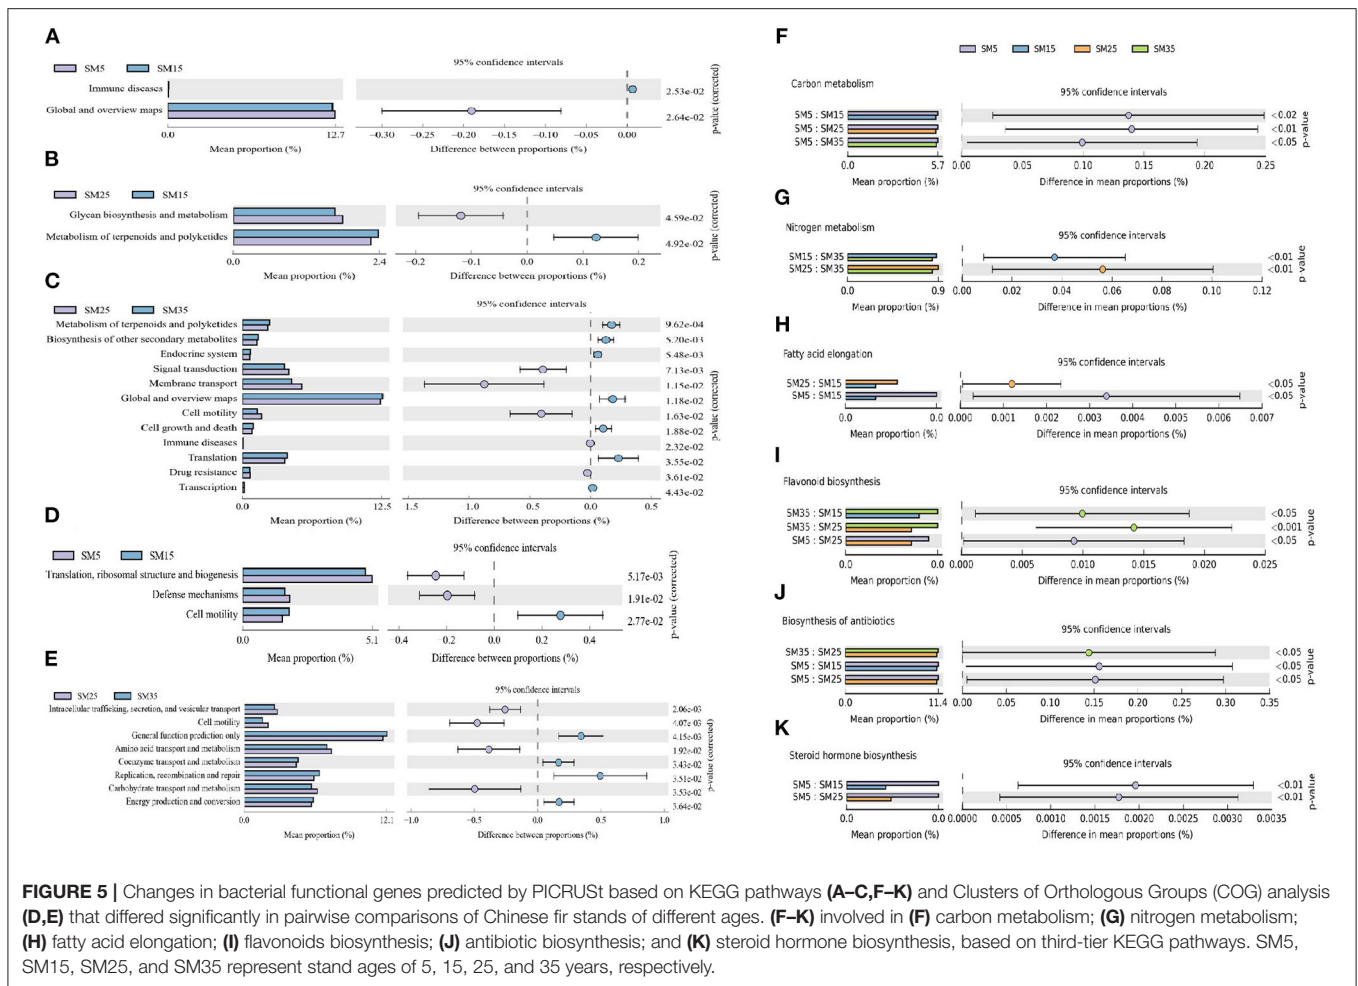 A
SM5 SM15
95% confidence intervals
Immune diseases
Global and overview maps
2.53e-02
2.64e-02
p-value (corrected)
0.0 12.7
−0.30 −0.25 −0.20 −0.15 −0.10 −0.05 0.00
Mean proportion (%)
Difference between proportions (%)
B
SM25 SM15
95% confidence intervals
Glycan biosynthesis and metabolism
Metabolism of terpenoids and polyketides
4.59e-02
4.92e-02
p-value (corrected)
0.0 2.4
−0.2 −0.1 0.0 0.1 0.2
Mean proportion (%)
Difference between proportions (%)
C
SM25 SM35
95% confidence intervals
Metabolism of terpenoids and polyketides 9.62e-04
Biosynthesis of other secondary metabolites 5.20e-03
Endocrine system 5.48e-03
Signal transduction 7.13e-03
Membrane transport 1.15e-02
Global and overview maps 1.18e-02
Cell motility 1.63e-02
Cell growth and death 1.88e-02
Immune diseases 2.32e-02
Translation 3.55e-02
Drug resistance 3.61e-02
Transcription 4.43e-02
p-value (corrected)
0.0 12.5
1.5 1.0 0.5 0.0 0.5
Mean proportion (%)
Difference between proportions (%)
D
SM5 SM15
95% confidence intervals
Translation, ribosomal structure and biogenesis 5.17e-03
Defense mechanisms 1.91e-02
Cell motility 2.77e-02
p-value (corrected)
0.0 5.1
−0.4 −0.2 0.0 0.2 0.4
Mean proportion (%)
Difference between proportions (%)
E
SM25 SM35
95% confidence intervals
Intracellular trafficking, secretion, and vesicular transport 2.06e-03
Cell motility 4.07e-03
General function prediction only 4.15e-03
Amino acid transport and metabolism 1.92e-02
Coenzyme transport and metabolism 3.43e-02
Replication, recombination and repair 3.51e-02
Carbohydrate transport and metabolism 3.53e-02
Energy production and conversion 3.64e-02
p-value (corrected)
0.0 12.1
−1.0 −0.5 0.0 0.5 1.0
Mean proportion (%)
Difference between proportions (%)
F
SM5 SM15 SM25 SM35
Carbon metabolism
95% confidence intervals
SM5 : SM15 <0.02
SM5 : SM25 <0.01
SM5 : SM35 <0.05
p-value
0.0 5.7
0.00 0.05 0.10 0.15 0.20 0.25
Mean proportion (%)
Difference in mean proportions (%)
G
Nitrogen metabolism
95% confidence intervals
SM15 : SM35 <0.01
SM25 : SM35 <0.01
p-value
0.0 0.9
0.00 0.02 0.04 0.06 0.08 0.10 0.12
Mean proportion (%)
Difference in mean proportions (%)
H
Fatty acid elongation
95% confidence intervals
SM25 : SM15 <0.05
SM5 : SM15 <0.05
p-value
0.0 0.0
0.000 0.001 0.002 0.003 0.004 0.005 0.006 0.007
Mean proportion (%)
Difference in mean proportions (%)
I
Flavonoid biosynthesis
95% confidence intervals
SM35 : SM15 <0.05
SM35 : SM25 <0.001
SM5 : SM25 <0.05
p-value
0.0 0.0
0.000 0.005 0.010 0.015 0.020 0.025
Mean proportion (%)
Difference in mean proportions (%)
J
Biosynthesis of antibiotics
95% confidence intervals
SM35 : SM25 <0.05
SM5 : SM15 <0.05
SM5 : SM25 <0.05
p-value
0.0 11.4
0.00 0.05 0.10 0.15 0.20 0.25 0.30 0.35
Mean proportion (%)
Difference in mean proportions (%)
K
Steroid hormone biosynthesis
95% confidence intervals
SM5 : SM15 <0.01
SM5 : SM25 <0.01
p-value
0.0 0.0
0.0000 0.0005 0.0010 0.0015 0.0020 0.0025 0.0030 0.0035
Mean proportion (%)
Difference in mean proportions (%)
FIGURE 5 | Changes in bacterial functional genes predicted by PICRUSt based on KEGG pathways (A–C,F–K) and Clusters of Orthologous Groups (COG) analysis
(D,E) that differed significantly in pairwise comparisons of Chinese fir stands of different ages. (F–K) involved in (F) carbon metabolism; (G) nitrogen metabolism;
(H) fatty acid elongation; (I) flavonoids biosynthesis; (J) antibiotic biosynthesis; and (K) steroid hormone biosynthesis, based on third-tier KEGG pathways. SM5,
SM15, SM25, and SM35 represent stand ages of 5, 15, 25, and 35 years, respectively.